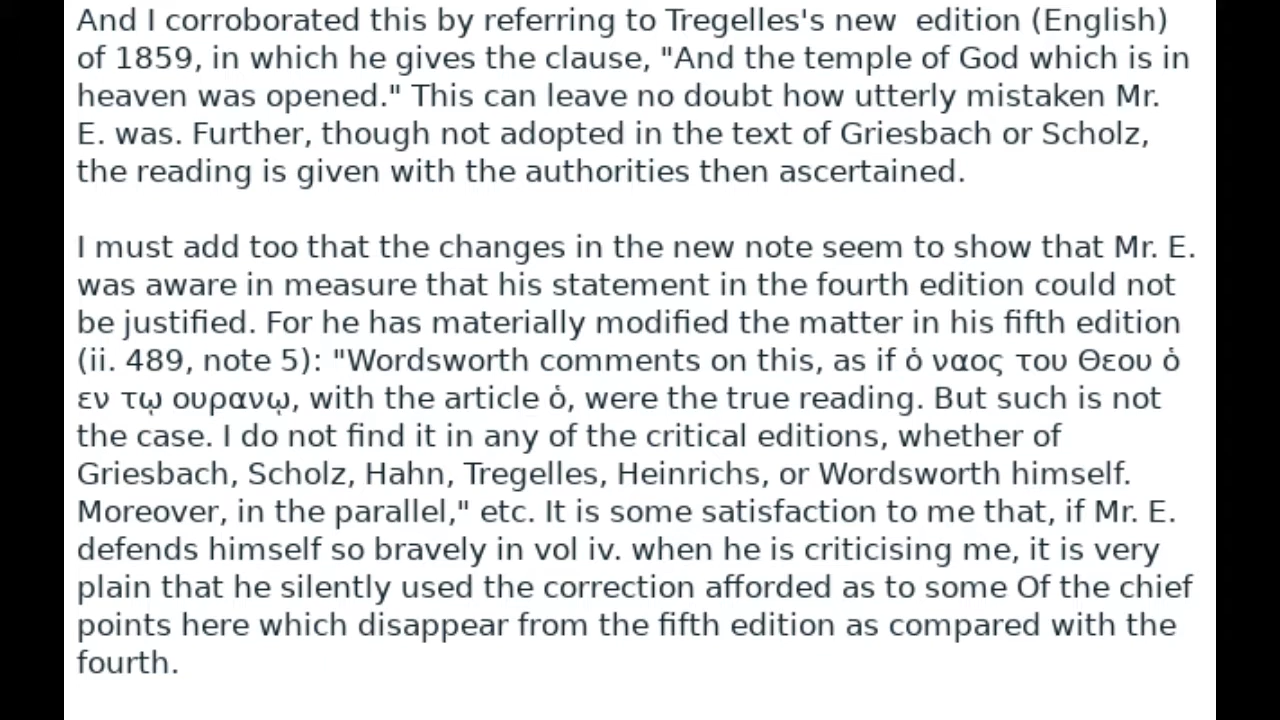 And I corroborated this by referring to Tregelles's new  edition (English)
of 1859, in which he gives the clause, "And the temple of God which is in
heaven was opened." This can leave no doubt how utterly mistaken Mr.
E. was. Further, though not adopted in the text of Griesbach or Scholz,
the reading is given with the authorities then ascertained.
I must add too that the changes in the new note seem to show that Mr. E.
was aware in measure that his statement in the fourth edition could not
be justified. For he has materially modified the matter in his fifth edition
(ii. 489, note 5): "Wordsworth comments on this, as if ὁ ναος του Θεου ὁ
εν τῳ ουρανῳ, with the article ὁ, were the true reading. But such is not
the case. I do not find it in any of the critical editions, whether of
Griesbach, Scholz, Hahn, Tregelles, Heinrichs, or Wordsworth himself.
Moreover, in the parallel," etc. It is some satisfaction to me that, if Mr. E.
defends himself so bravely in vol iv. when he is criticising me, it is very
plain that he silently used the correction afforded as to some Of the chief
points here which disappear from the fifth edition as compared with the
fourth.